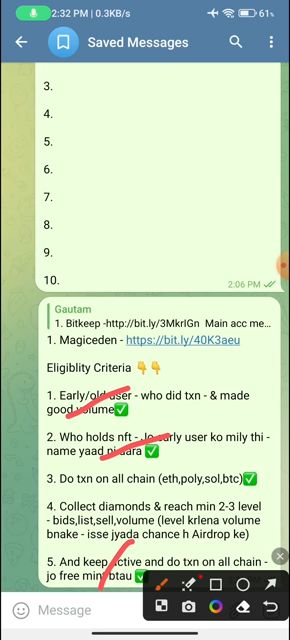 2:32 PM | 0.3KB/s
61%
Saved Messages
3.
4.
5.
6.
7.
8.
9.
10.
2:06 PM
Gautam
1. Bitkeep -http://bit.ly/3MkrIGn Main acc me...
1. Magiceden - https://bit.ly/40K3aeu
Eligiblity Criteria 👇👇
1. Early/old user - who did txn - & made
good volume✅
2. Who holds nft - Jo early user ko mily thi -
name yaad ni dara ✅
3. Do txn on all chain (eth,poly,sol,btc)✅
4. Collect diamonds & reach min 2-3 level
- bids,list,sell,volume (level krlena volume
bnake - isse jyada chance h Airdrop ke)
5. And keep active and do txn on all chain -
jo free mint btau ✅
Message